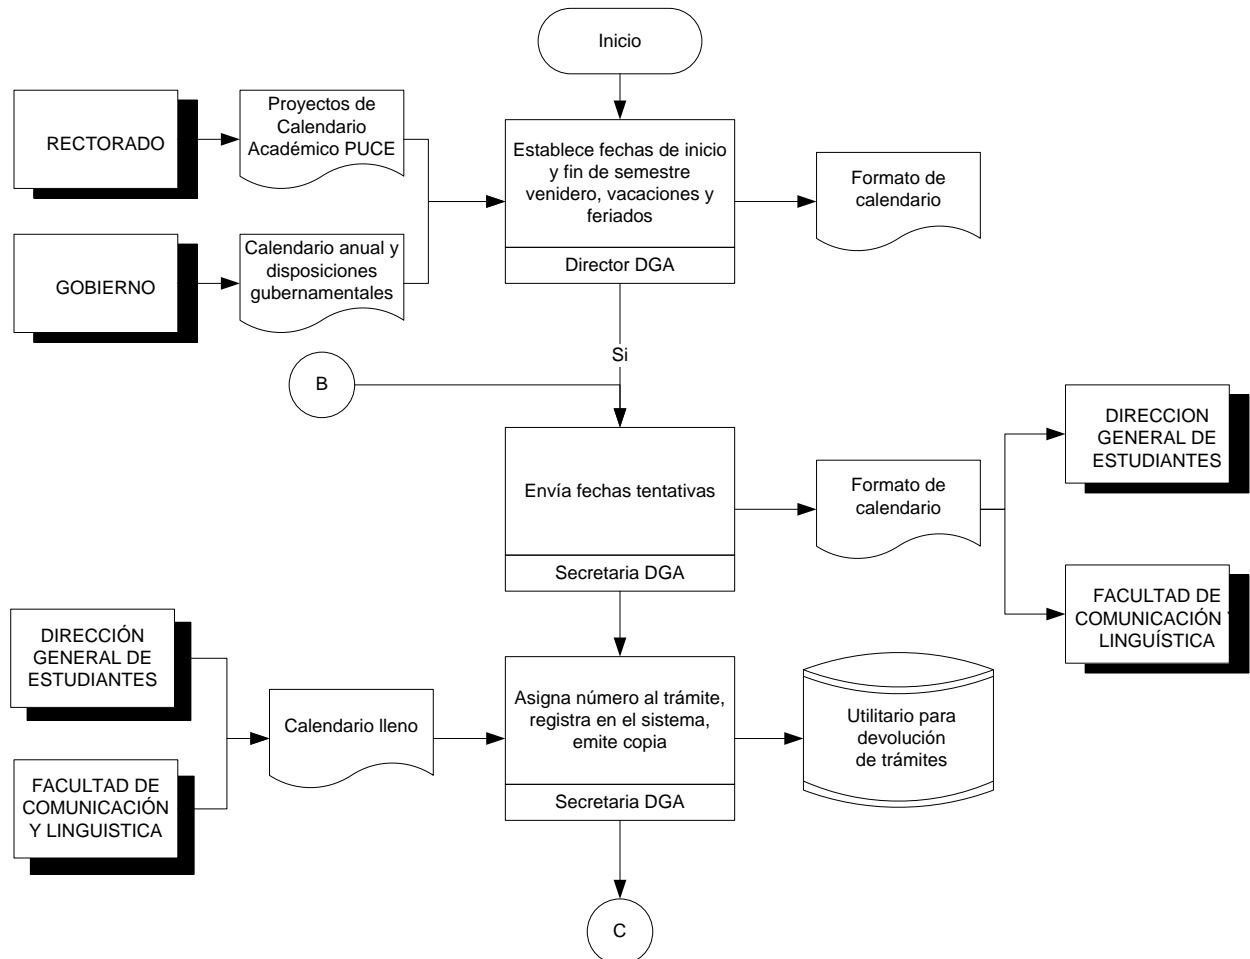 Inicio
RECTORADO
Proyectos de
Calendario
Académico PUCE
Establece fechas de inicio
y fin de semestre
venidero, vacaciones y
feriados
Director DGA
Formato de
calendario
GOBIERNO
Calendario anual y
disposiciones
gubernamentales
Si
B
Envía fechas tentativas
Secretaria DGA
Formato de
calendario
DIRECCION
GENERAL DE
ESTUDIANTES
FACULTAD DE
COMUNICACIÓN Y
LINGUÍSTICA
DIRECCIÓN
GENERAL DE
ESTUDIANTES
FACULTAD DE
COMUNICACIÓN
Y LINGUISTICA
Calendario lleno
Asigna número al trámite,
registra en el sistema,
emite copia
Secretaria DGA
Utilitario para
devolución
de trámites
C